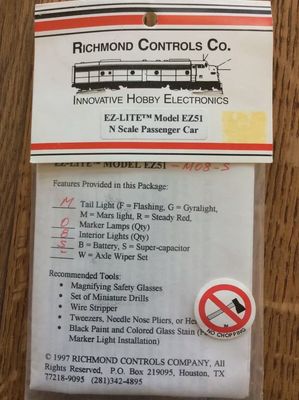 RICHMOND CONTROLS CO.
INNOVATIVE HOBBY ELECTRONICS
EZ-LITE™ Model EZ51
N Scale Passenger Car
EZ-LITE™ MODEL EZ51 -M08-S
Features Provided in this Package:
M Tail Light (F = Flashing, G = Gyralight,
M = Mars light, R = Steady Red,
0 Marker Lamps (Qty)
8 Interior Lights (Qty)
S B = Battery, S = Super-capacitor
- W = Axle Wiper Set
Recommended Tools:
• Magnifying Safety Glasses
• Set of Miniature Drills
• Wire Stripper
• Tweezers, Needle Nose Pliers, or
• Black Paint and Colored Glass Stain
Marker Light Installation)
NO CHOPPING
© 1997 RICHMOND CONTROLS COMPANY, All
Rights Reserved, P.O. Box 219095, Houston, TX
77218-9095 (281)342-4895